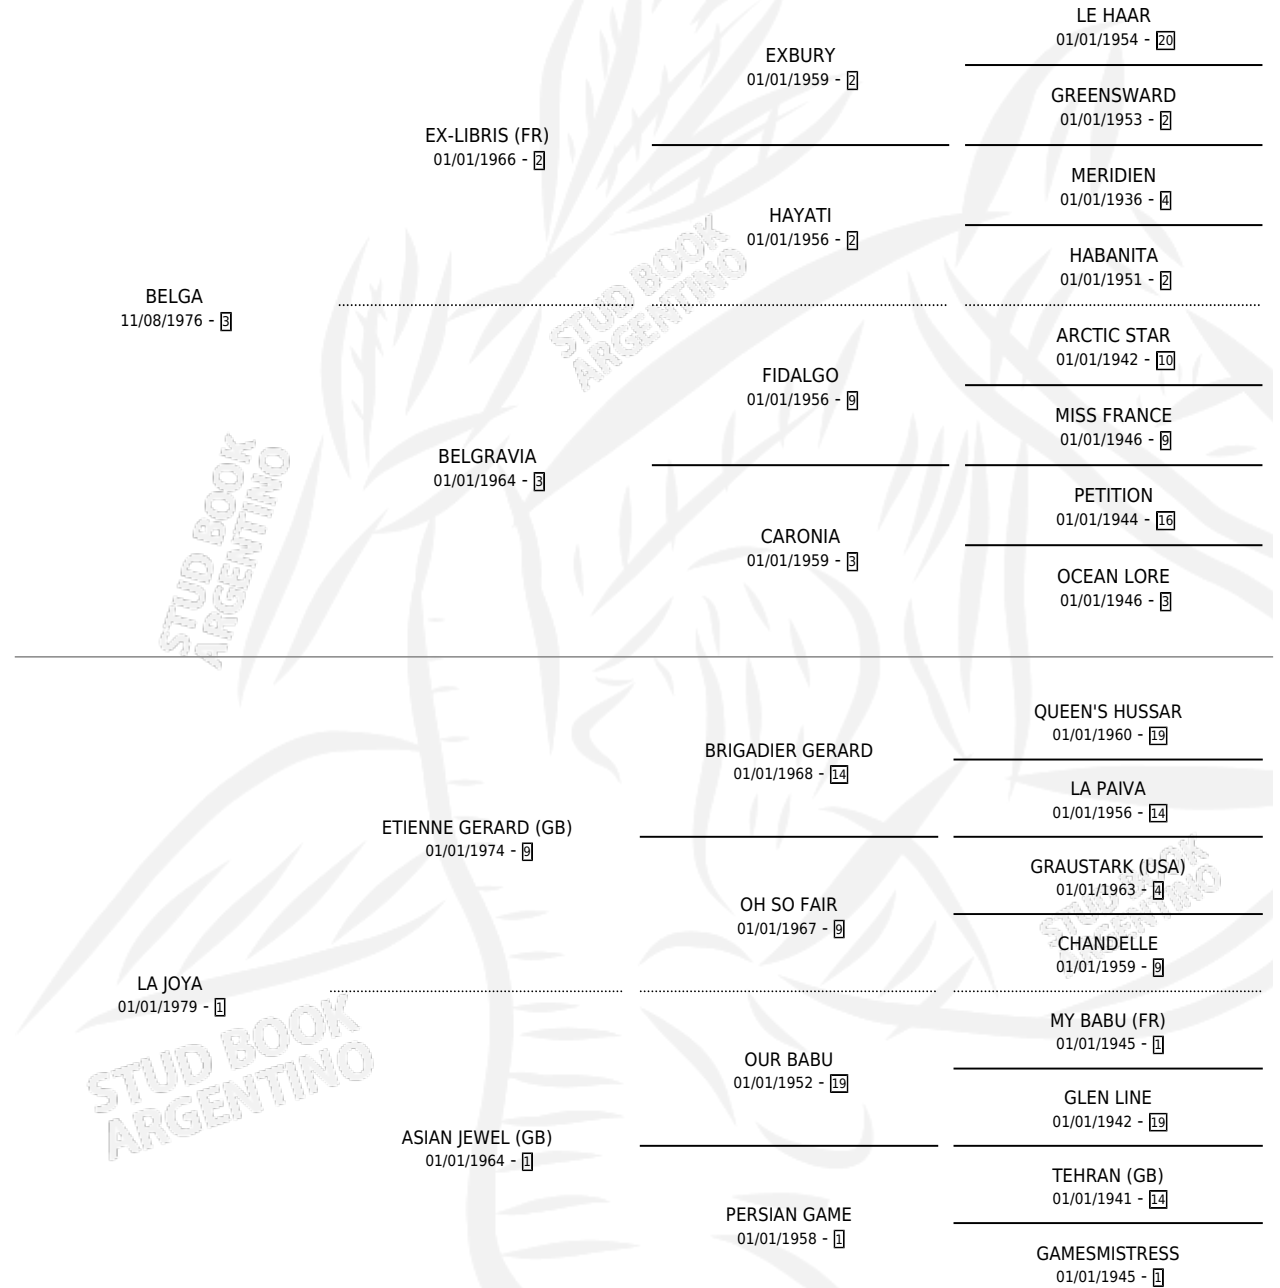 LE HAAR
01/01/1954 - 20
EXBURY
01/01/1959 - 2
GREENSWARD
01/01/1953 - 2
EX-LIBRIS (FR)
01/01/1966 - 2
MERIDIEN
01/01/1936 - 4
HAYATI
01/01/1956 - 2
HABANITA
01/01/1951 - 2
BELGA
11/08/1976 - 3
ARCTIC STAR
01/01/1942 - 10
FIDALGO
01/01/1956 - 9
MISS FRANCE
01/01/1946 - 9
BELGRAVIA
01/01/1964 - 3
PETITION
01/01/1944 - 16
CARONIA
01/01/1959 - 3
OCEAN LORE
01/01/1946 - 3
STUD BOOK
ARGENTINO
STUD BOOK
ARGENTINO
QUEEN'S HUSSAR
01/01/1960 - 19
BRIGADIER GERARD
01/01/1968 - 14
LA PAIVA
01/01/1956 - 14
ETIENNE GERARD (GB)
01/01/1974 - 9
GRAUSTARK (USA)
01/01/1963 - 4
OH SO FAIR
01/01/1967 - 9
CHANDELLE
01/01/1959 - 9
LA JOYA
01/01/1979 - 1
MY BABU (FR)
01/01/1945 - 1
OUR BABU
01/01/1952 - 19
GLEN LINE
01/01/1942 - 19
ASIAN JEWEL (GB)
01/01/1964 - 1
TEHRAN (GB)
01/01/1941 - 14
PERSIAN GAME
01/01/1958 - 1
GAMESMISTRESS
01/01/1945 - 1
STUD BOOK
ARGENTINO
STUD BOOK
ARGENTINO